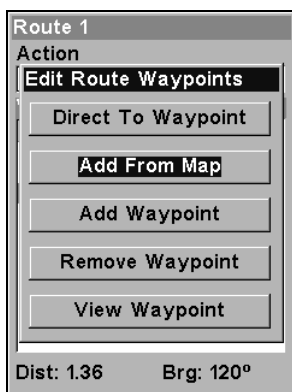 Route 1
Action
Edit Route Waypoints
Direct To Waypoint
Add From Map
Add Waypoint
Remove Waypoint
View Waypoint
Dist: 1.36 Brg: 120º